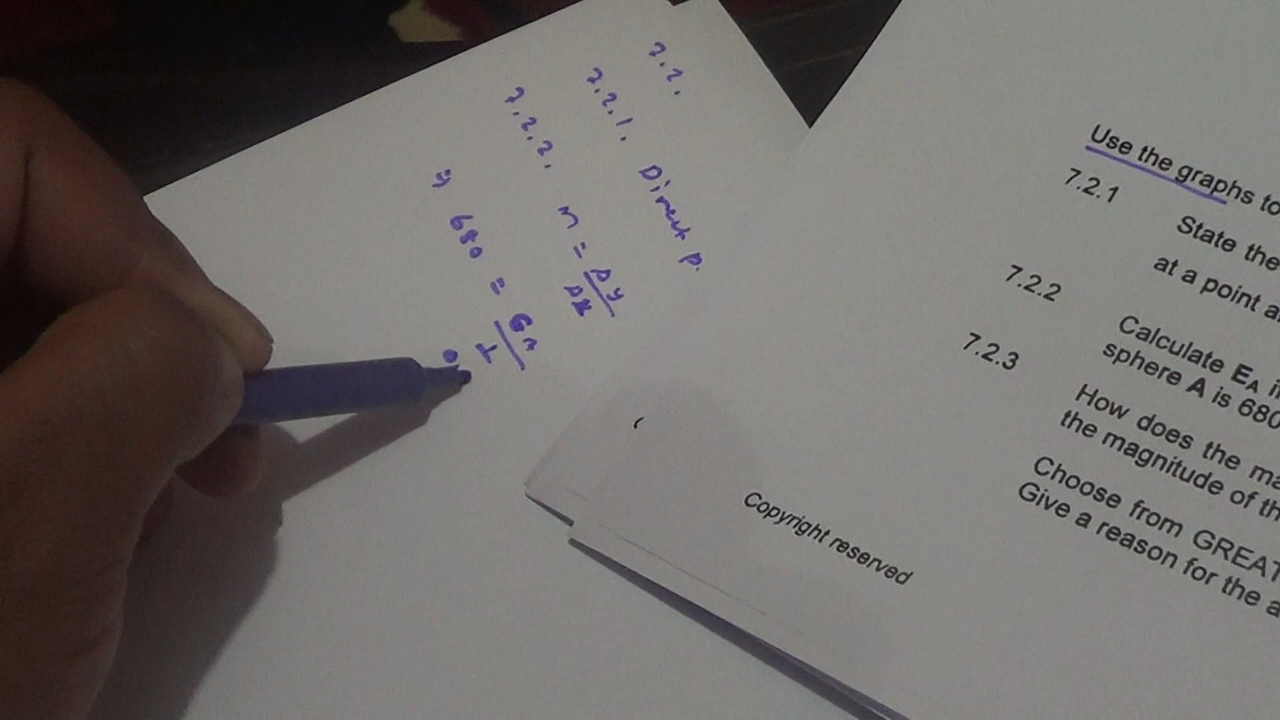 7.2.
7.2.1. Direct p.
7.2.2. m = Δy
Δx
⇒ 680 = EA
1
Use the graphs to
7.2.1 State the
at a point a
7.2.2 Calculate EA i
sphere A is 680
7.2.3 How does the ma
the magnitude of th
Choose from GREAT
Give a reason for the a
Copyright reserved